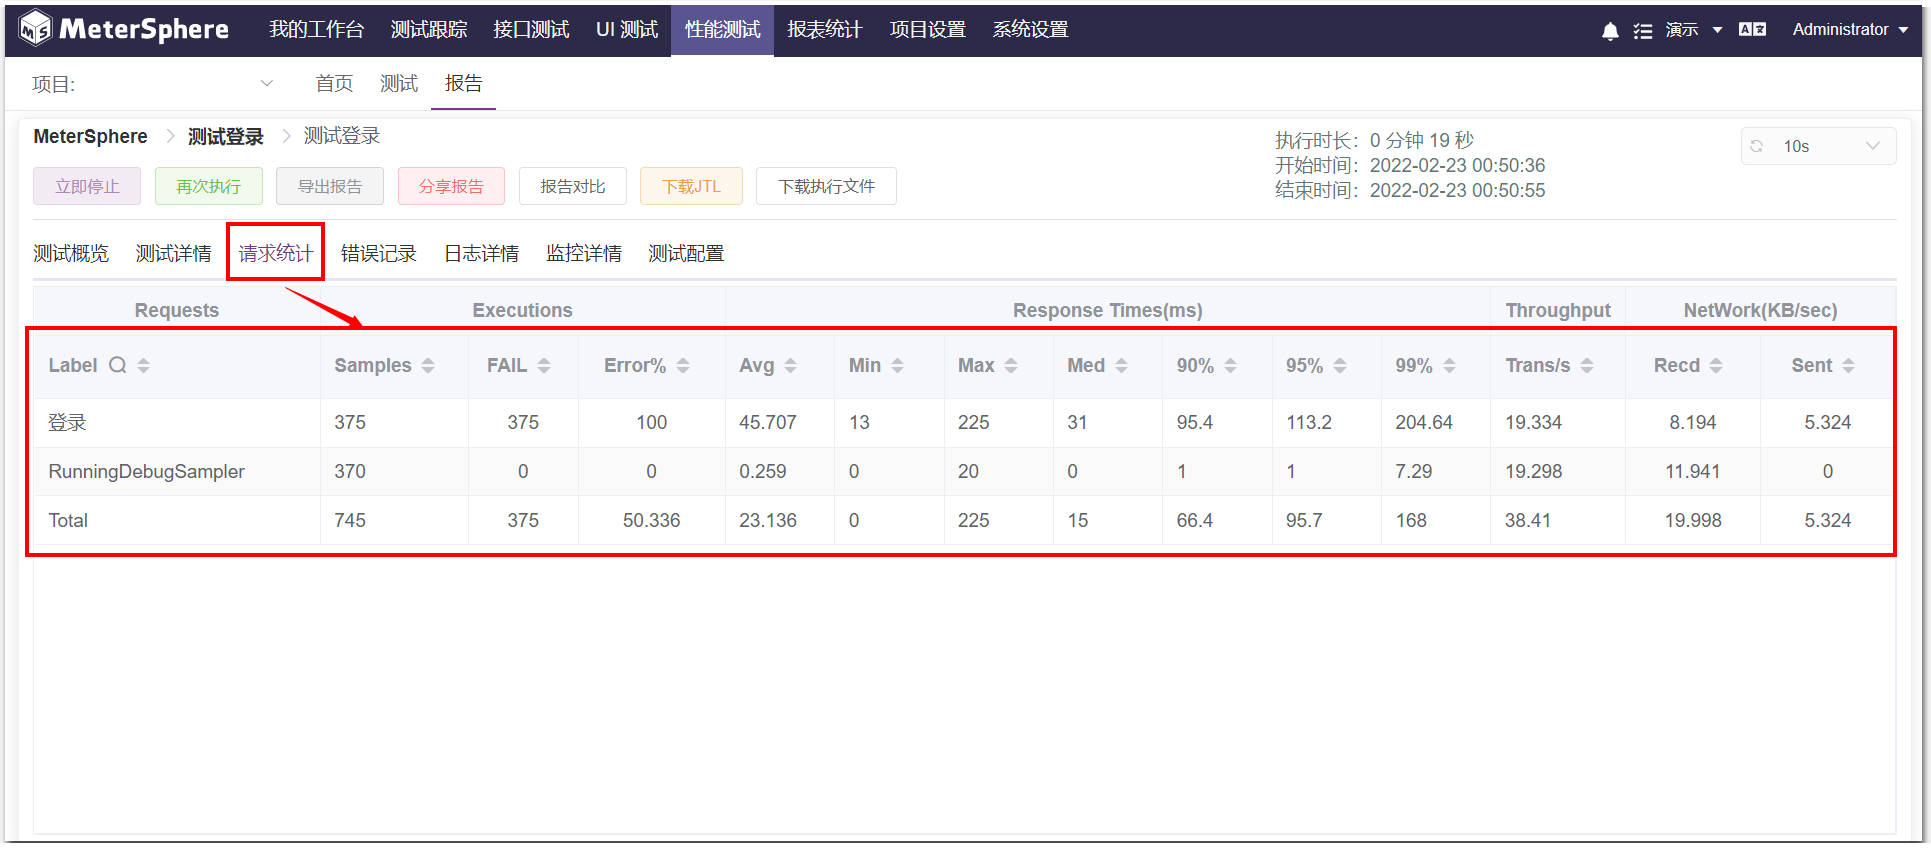 MeterSphere 我的工作台 测试跟踪 接口测试 UI 测试 性能测试 报表统计 项目设置 系统设置 演示 Administrator
项目: 首页 测试 报告
MeterSphere 测试登录 测试登录
执行时长: 0 分钟 19 秒
开始时间: 2022-02-23 00:50:36
结束时间: 2022-02-23 00:50:55
10s
立即停止 再次执行 导出报告 分享报告 报告对比 下载JTL 下载执行文件
测试概览 测试详情 请求统计 错误记录 日志详情 监控详情 测试配置
Requests Executions Response Times(ms) Throughput NetWork(KB/sec)
Label Samples FAIL Error% Avg Min Max Med 90% 95% 99% Trans/s Recd Sent
登录 375 375 100 45.707 13 225 31 95.4 113.2 204.64 19.334 8.194 5.324
RunningDebugSampler 370 0 0 0.259 0 20 0 1 1 7.29 19.298 11.941 0
Total 745 375 50.336 23.136 0 225 15 66.4 95.7 168 38.41 19.998 5.324